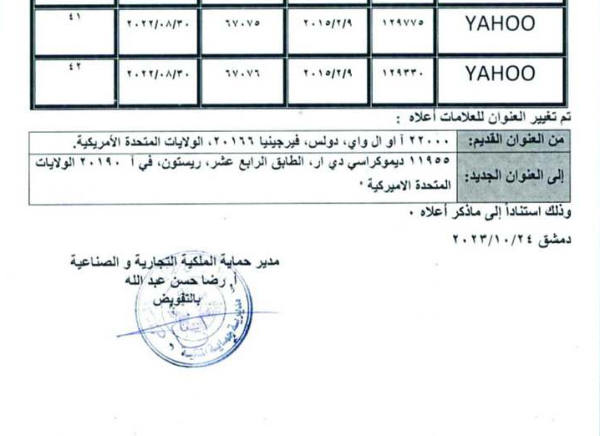 YAHOO ١٢٩٧٧٥ ٢٠١٥/٢/٩ ٦٧٠٧٥ ٢٠٢٢/٠٨/٣٠ ٤١
YAHOO ١٢٩٣٣٠ ٢٠١٥/٢/٩ ٦٧٠٧٦ ٢٠٢٢/٠٨/٣٠ ٤٢
تم تغيير العنوان للعلامات أعلاه :
من العنوان القديم: ٢٢٠٠٠ آ او ال واي، دولس، فيرجينيا ٢٠١٦٦، الولايات المتحدة الأمريكية.
إلى العنوان الجديد: ١١٩٥٥ ديموكراسي دي ار، الطابق الرابع عشر، ريستون، في أ ٢٠١٩٠ الولايات
المتحدة الاميركية
وذلك استناداً إلى ماذكر أعلاه ٠
دمشق ٢٠٢٣/١٠/٢٤
مدير حماية الملكية التجارية و الصناعية
أ. رضا حسن عبد الله
بالتفويض